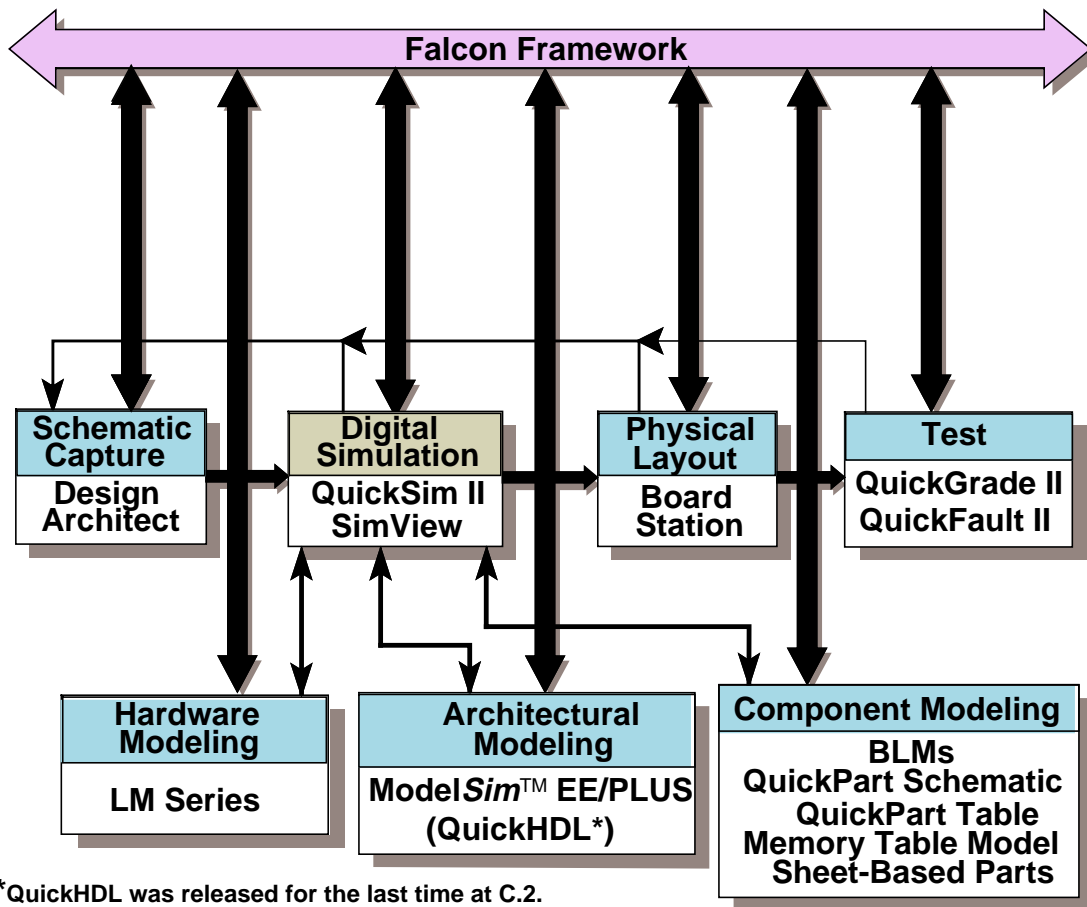 Falcon Framework
Schematic
Capture
Design
Architect
Digital
Simulation
QuickSim II
SimView
Physical
Layout
Board
Station
Test
QuickGrade II
QuickFault II
Hardware
Modeling
LM Series
Architectural
Modeling
ModelSim™ EE/PLUS
(QuickHDL*)
Component Modeling
BLMs
QuickPart Schematic
QuickPart Table
Memory Table Model
Sheet-Based Parts
*QuickHDL was released for the last time at C.2.